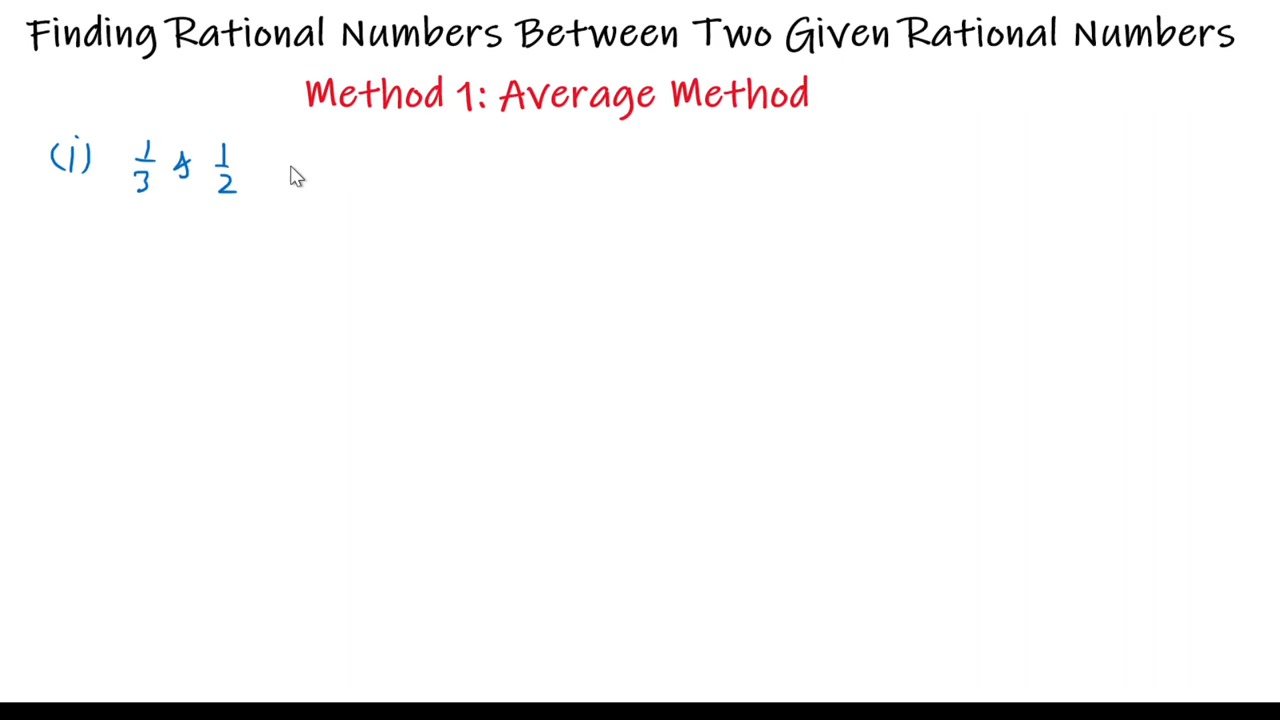 Finding Rational Numbers Between Two Given Rational Numbers
Method 1: Average Method
(i) 1/3 & 1/2